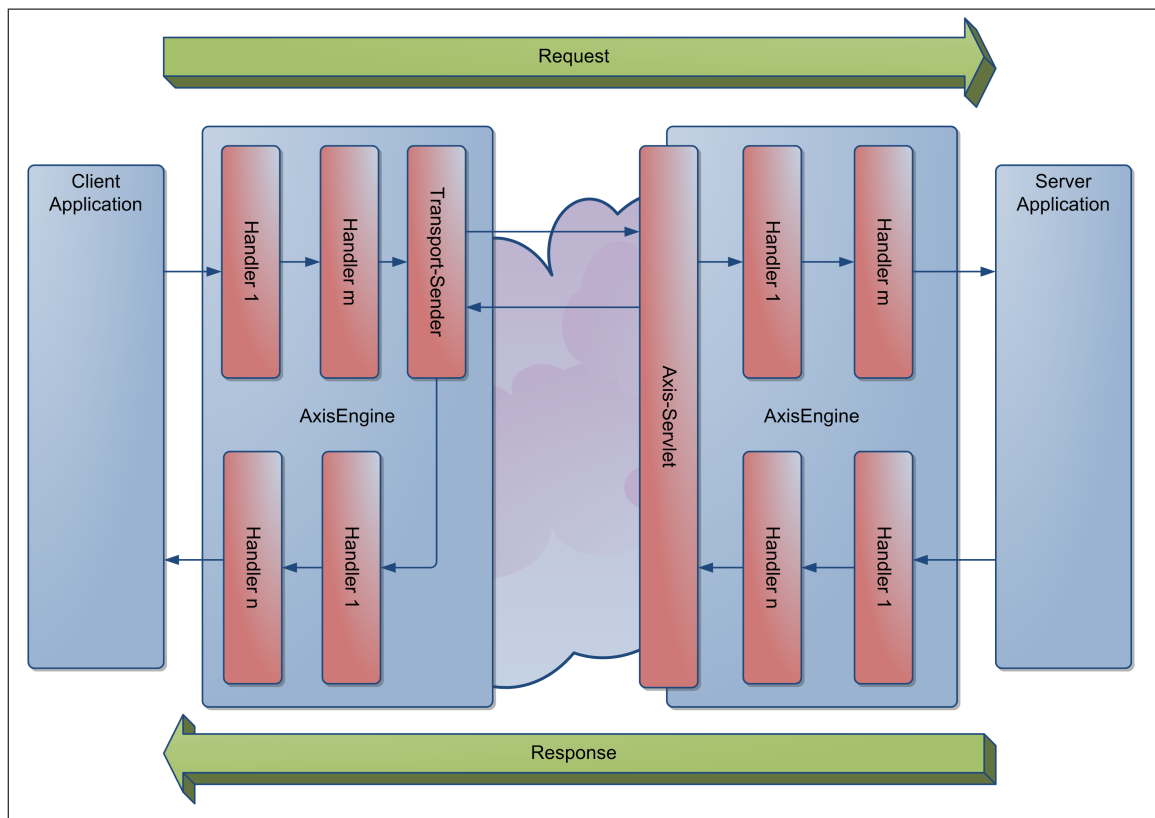 Request
Client
Application
Handler 1
Handler m
Transport-Sender
AxisEngine
Handler n
Handler 1
Axis-Servlet
Handler 1
Handler m
AxisEngine
Handler n
Handler 1
Server
Application
Response